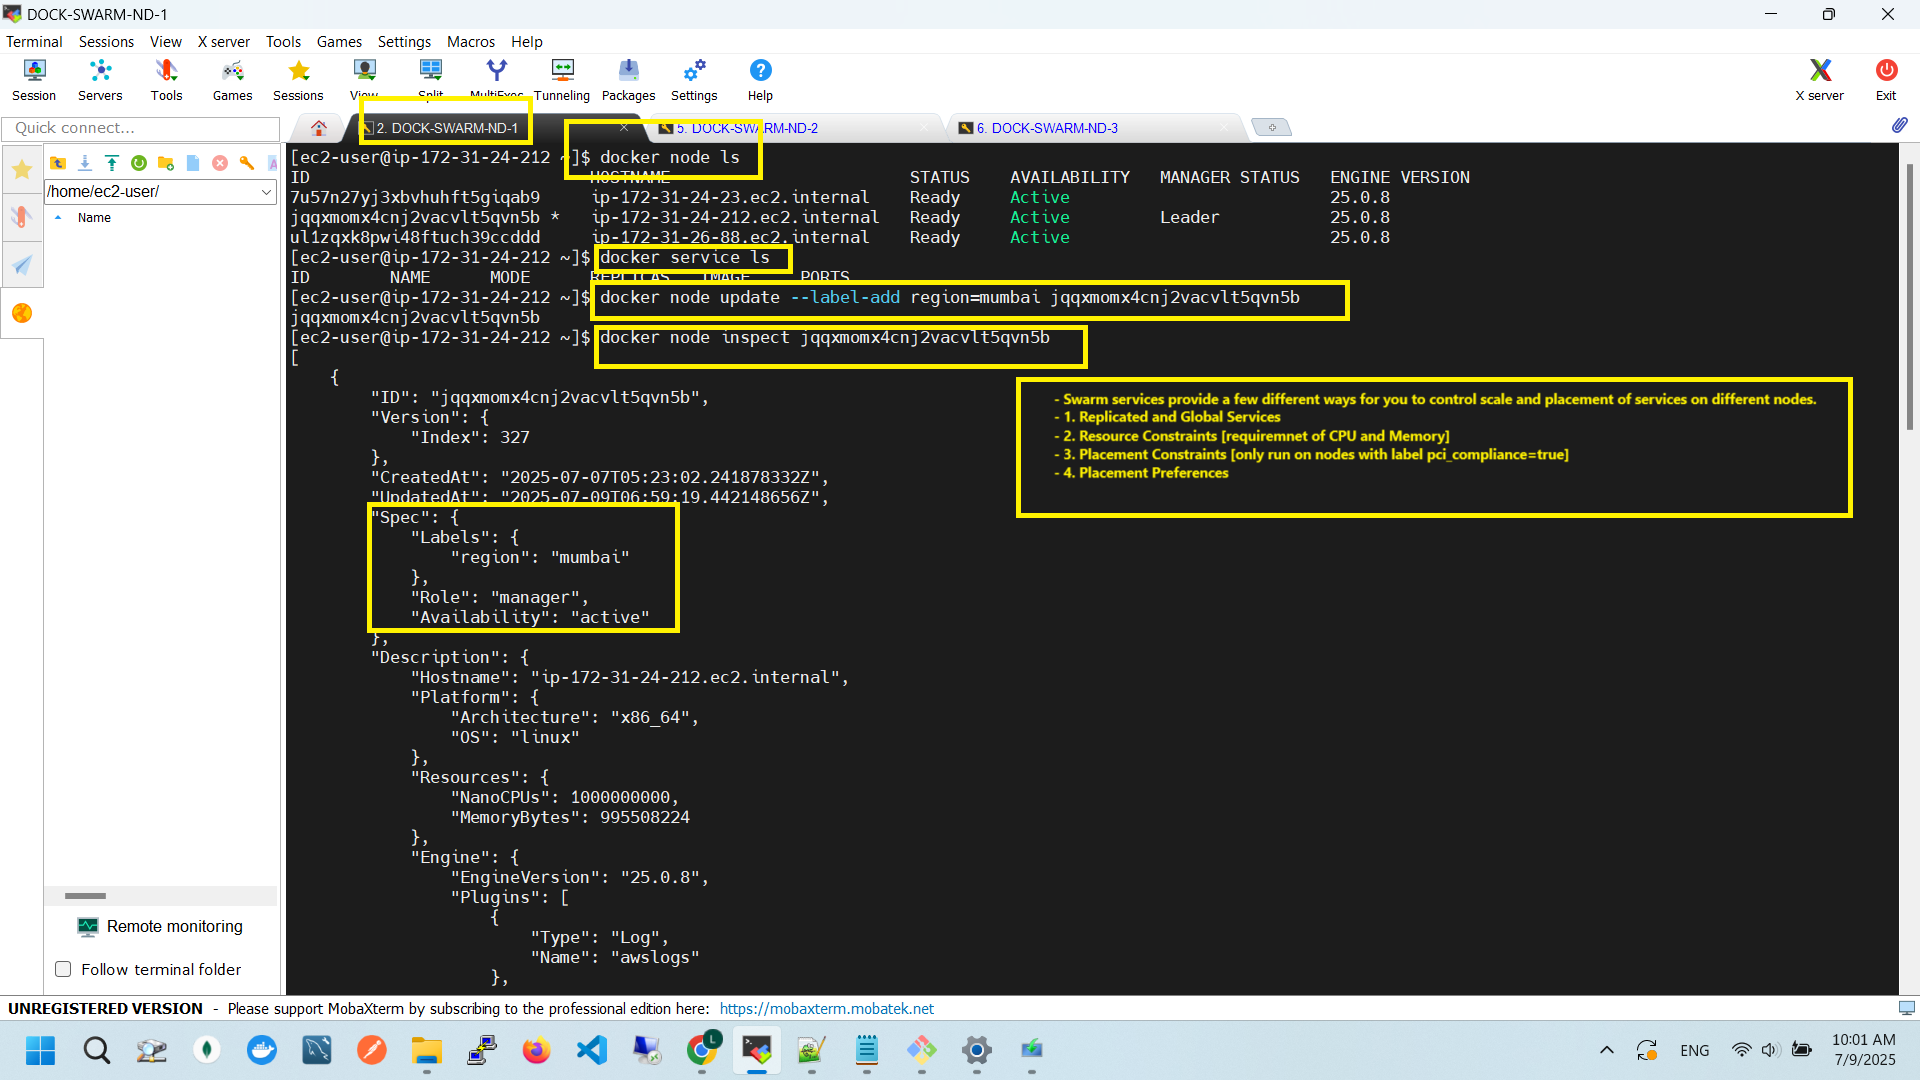 DOCK-SWARM-ND-1
Terminal Sessions View X server Tools Games Settings Macros Help
Session Servers Tools Games Sessions View Split MultiExec Tunneling Packages Settings Help X server Exit
Quick connect...
2. DOCK-SWARM-ND-1
5. DOCK-SWARM-ND-2
6. DOCK-SWARM-ND-3
/home/ec2-user/
Name
[ec2-user@ip-172-31-24-212 ~]$ docker node ls
ID HOSTNAME STATUS AVAILABILITY MANAGER STATUS ENGINE VERSION
7u57n27yj3xbvhuhft5giqab9 ip-172-31-24-23.ec2.internal Ready Active 25.0.8
jqqxmomx4cnj2vacvlt5qvn5b * ip-172-31-24-212.ec2.internal Ready Active Leader 25.0.8
ul1zqxk8pwi48ftuch39ccddd ip-172-31-26-88.ec2.internal Ready Active 25.0.8
[ec2-user@ip-172-31-24-212 ~]$ docker service ls
ID NAME MODE REPLICAS IMAGE PORTS
[ec2-user@ip-172-31-24-212 ~]$ docker node update --label-add region=mumbai jqqxmomx4cnj2vacvlt5qvn5b
jqqxmomx4cnj2vacvlt5qvn5b
[ec2-user@ip-172-31-24-212 ~]$ docker node inspect jqqxmomx4cnj2vacvlt5qvn5b
[
{
"ID": "jqqxmomx4cnj2vacvlt5qvn5b",
"Version": {
"Index": 327
},
"CreatedAt": "2025-07-07T05:23:02.241878332Z",
"UpdatedAt": "2025-07-09T06:59:19.442148656Z",
"Spec": {
"Labels": {
"region": "mumbai"
},
"Role": "manager",
"Availability": "active"
},
"Description": {
"Hostname": "ip-172-31-24-212.ec2.internal",
"Platform": {
"Architecture": "x86_64",
"OS": "linux"
},
"Resources": {
"NanoCPUs": 1000000000,
"MemoryBytes": 995508224
},
"Engine": {
"EngineVersion": "25.0.8",
"Plugins": [
{
"Type": "Log",
"Name": "awslogs"
},
- Swarm services provide a few different ways for you to control scale and placement of services on different nodes.
- 1. Replicated and Global Services
- 2. Resource Constraints [requiremnet of CPU and Memory]
- 3. Placement Constraints [only run on nodes with label pci_compliance=true]
- 4. Placement Preferences
Remote monitoring
Follow terminal folder
UNREGISTERED VERSION - Please support MobaXterm by subscribing to the professional edition here: https://mobaxterm.mobatek.net
L
ENG
10:01 AM
7/9/2025